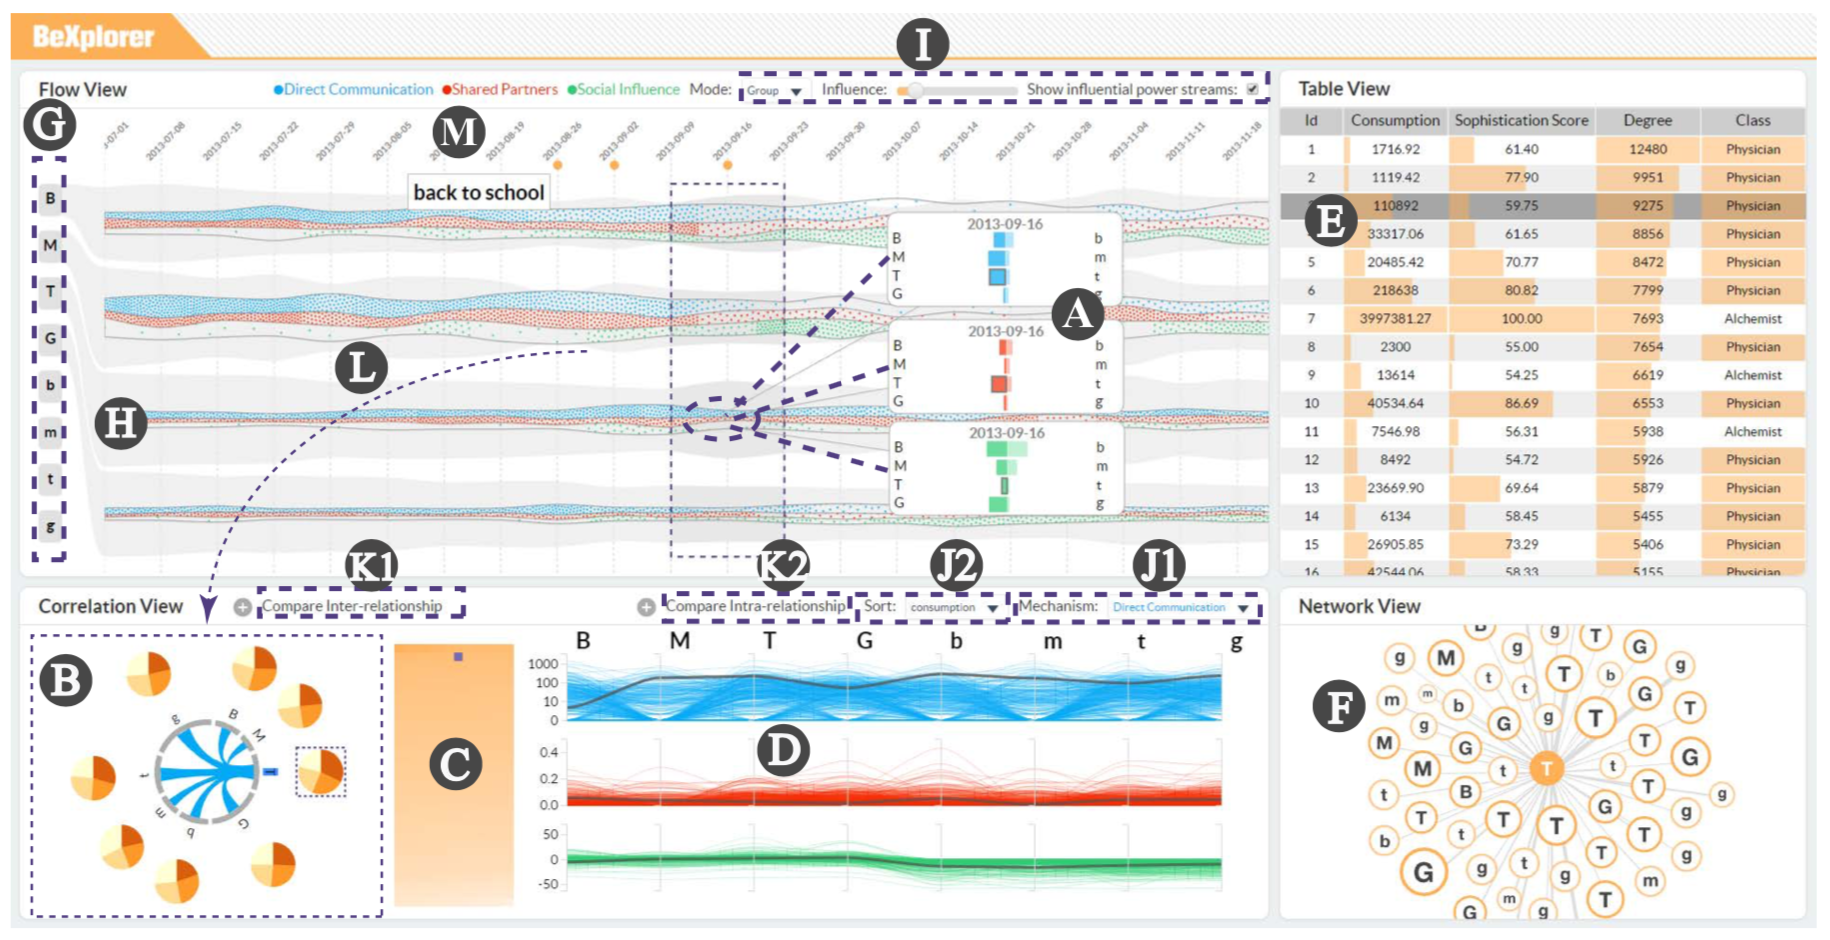 BeXplorer
I
Flow View
Direct Communication Shared Partners Social Influence Mode: Group Influence: Show influential power streams:
G
M
2013-07-08 2013-07-15 2013-07-22 2013-07-29 2013-08-05 2013-08-19 2013-08-26 2013-09-02 2013-09-09 2013-09-16 2013-09-23 2013-09-30 2013-10-07 2013-10-14 2013-10-21 2013-10-28 2013-11-04 2013-11-11 2013-11-18
back to school
B
M
T
G
b
m
t
g
2013-09-16
B b
M m
T t
G
A
2013-09-16
B b
M m
T t
G g
2013-09-16
B b
M m
T t
G g
L
H
K1
K2
J2
J1
Table View
Id Consumption Sophistication Score Degree Class
1 1716.92 61.40 12480 Physician
2 1119.42 77.90 9951 Physician
110892 59.75 9275 Physician
E
33317.06 61.65 8856 Physician
5 20485.42 70.77 8472 Physician
6 218638 80.82 7799 Physician
7 3997381.27 100.00 7693 Alchemist
8 2300 55.00 7654 Physician
9 13614 54.25 6619 Alchemist
10 40534.64 86.69 6553 Physician
11 7546.98 56.31 5938 Alchemist
12 8492 54.72 5926 Physician
13 23669.90 69.64 5879 Physician
14 6134 58.45 5455 Physician
15 26905.85 73.29 5406 Physician
16 42544.06 58.33 5155 Physician
Correlation View
Compare Inter-relationship
Compare Intra-relationship
Sort: consumption
Mechanism: Direct Communication
B
B
M
G
b
m
t
g
C
B M T G b m t g
1000
100
10
0
D
0.4
0.2
0.0
50
0
-50
Network View
F
g T G
g M g g
t T b
m m b t G T
g G g T
M G T G
M t T t T
t B G g g
T T T T
b t g
G g t g T m
G m g T